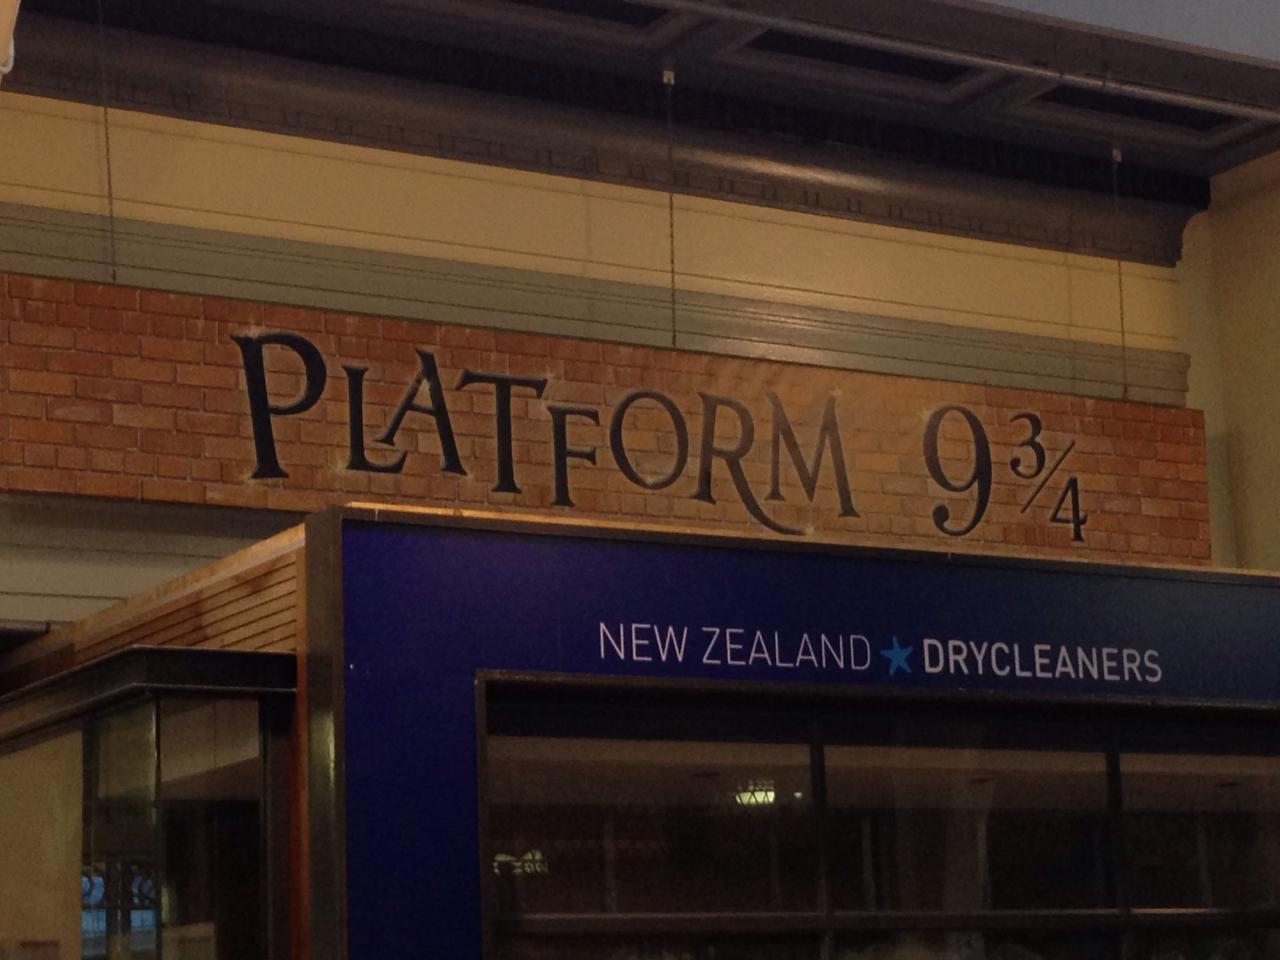 PLATFORM 9¾
NEW ZEALAND DRYCLEANERS